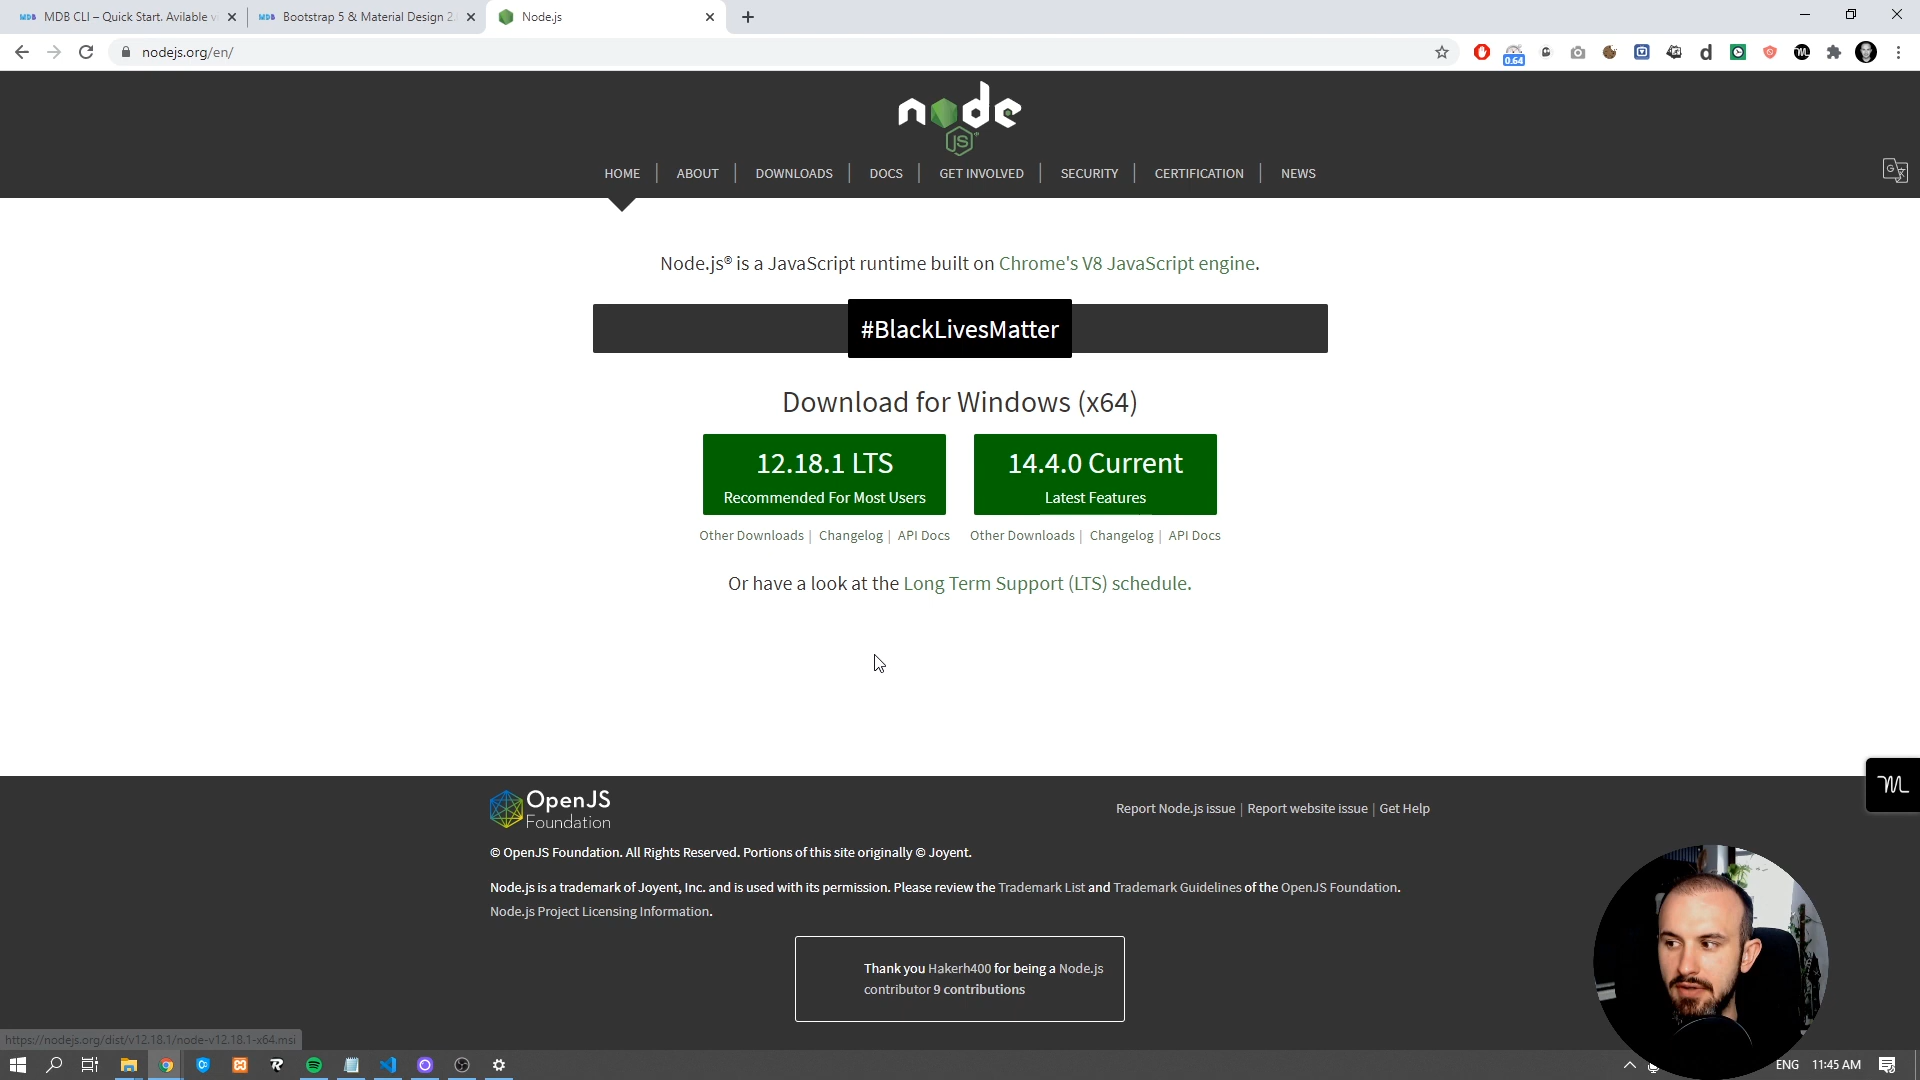 MDB CLI – Quick Start. Avilable v
Bootstrap 5 & Material Design 2.
Node.js
nodejs.org/en/
0.64
node
JS
HOME | ABOUT | DOWNLOADS | DOCS | GET INVOLVED | SECURITY | CERTIFICATION | NEWS
Node.js® is a JavaScript runtime built on Chrome's V8 JavaScript engine.
#BlackLivesMatter
Download for Windows (x64)
12.18.1 LTS
Recommended For Most Users
14.4.0 Current
Latest Features
Other Downloads | Changelog | API Docs
Other Downloads | Changelog | API Docs
Or have a look at the Long Term Support (LTS) schedule.
OpenJS
Foundation
Report Node.js issue | Report website issue | Get Help
© OpenJS Foundation. All Rights Reserved. Portions of this site originally © Joyent.
Node.js is a trademark of Joyent, Inc. and is used with its permission. Please review the Trademark List and Trademark Guidelines of the OpenJS Foundation.
Node.js Project Licensing Information.
Thank you Hakerh400 for being a Node.js
contributor 9 contributions
https://nodejs.org/dist/v12.18.1/node-v12.18.1-x64.msi
ENG 11:45 AM